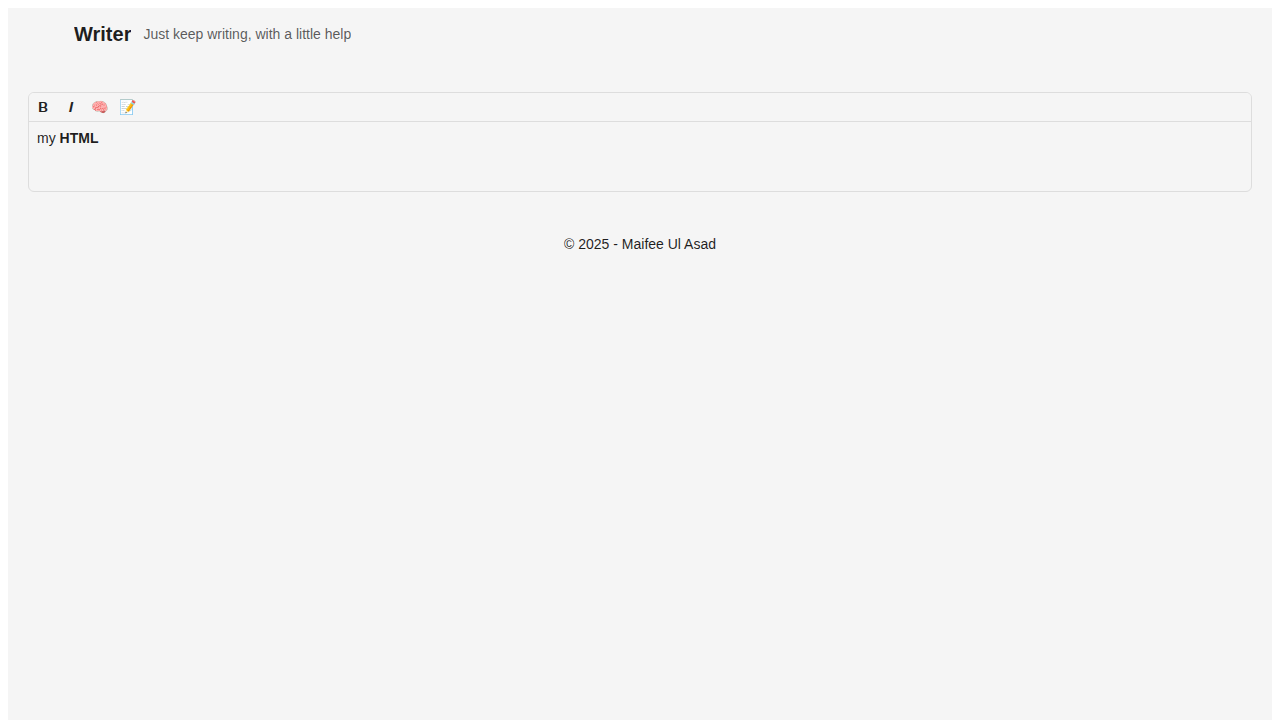 Writer Just keep writing, with a little help
B I 🧠 📝
my HTML
© 2025 - Maifee Ul Asad